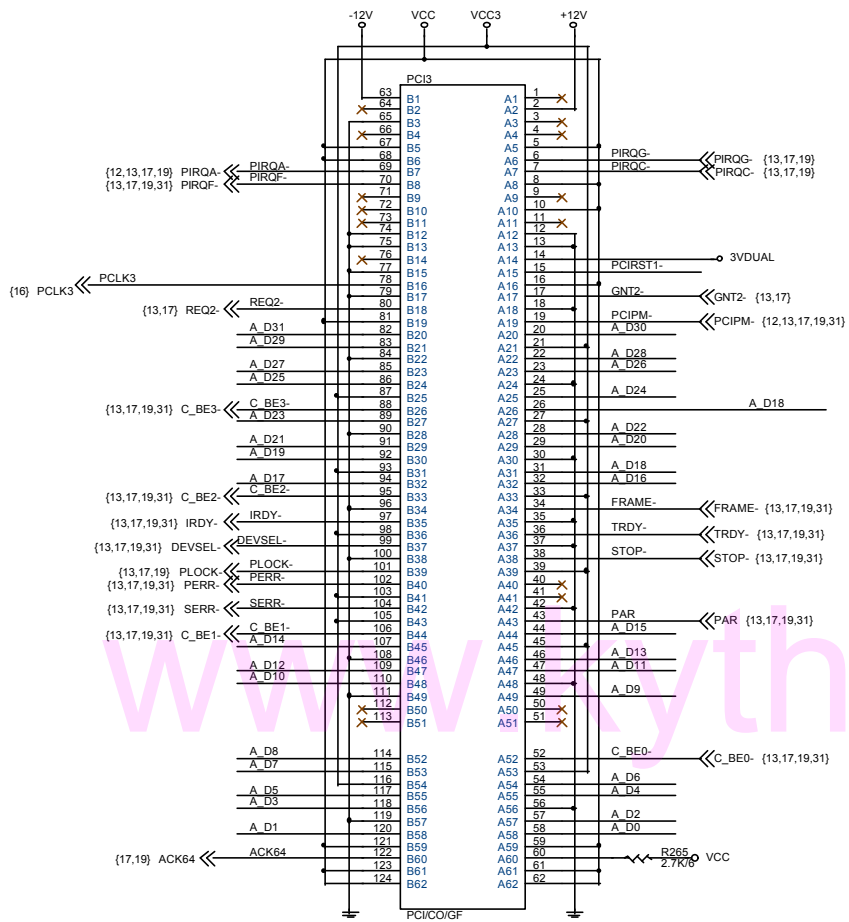 -12V VCC VCC3 +12V
PCI3
63 B1 A1 1
64 B2 A2 2
65 B3 A3 3
66 B4 A4 4
67 B5 A5 5
68 B6 A6 6 PIRQG- PIRQG- {13,17,19}
{12,13,17,19} PIRQA- PIRQA- 69 B7 A7 7 PIRQC- PIRQC- {13,17,19}
{13,17,19,31} PIRQF- PIRQF- 70 B8 A8 8
71 B9 A9 9
72 B10 A10 10
73 B11 A11 11
74 B12 A12 12
75 B13 A13 13
76 B14 A14 14 3VDUAL
77 B15 A15 15 PCIRST1-
{16} PCLK3 PCLK3 78 B16 A16 16
79 B17 A17 17 GNT2- GNT2- {13,17}
{13,17} REQ2- REQ2- 80 B18 A18 18
81 B19 A19 19 PCIPM- PCIPM- {12,13,17,19,31}
A_D31 82 B20 A20 20 A_D30
A_D29 83 B21 A21 21
84 B22 A22 22 A_D28
A_D27 85 B23 A23 23 A_D26
A_D25 86 B24 A24 24
87 B25 A25 25 A_D24
{13,17,19,31} C_BE3- C_BE3- 88 B26 A26 26 A_D18
A_D23 89 B27 A27 27
90 B28 A28 28 A_D22
A_D21 91 B29 A29 29 A_D20
A_D19 92 B30 A30 30
93 B31 A31 31 A_D18
A_D17 94 B32 A32 32 A_D16
{13,17,19,31} C_BE2- C_BE2- 95 B33 A33 33
96 B34 A34 34 FRAME- FRAME- {13,17,19,31}
{13,17,19,31} IRDY- IRDY- 97 B35 A35 35
98 B36 A36 36 TRDY- TRDY- {13,17,19,31}
{13,17,19,31} DEVSEL- DEVSEL- 99 B37 A37 37
100 B38 A38 38 STOP- STOP- {13,17,19,31}
{13,17,19} PLOCK- PLOCK- 101 B39 A39 39
{13,17,19,31} PERR- PERR- 102 B40 A40 40
103 B41 A41 41
{13,17,19,31} SERR- SERR- 104 B42 A42 42
105 B43 A43 43 PAR PAR {13,17,19,31}
{13,17,19,31} C_BE1- C_BE1- 106 B44 A44 44 A_D15
A_D14 107 B45 A45 45
108 B46 A46 46 A_D13
A_D12 109 B47 A47 47 A_D11
A_D10 110 B48 A48 48
111 B49 A49 49 A_D9
112 B50 A50 50
113 B51 A51 51
www.kyth
A_D8 114 B52 A52 52 C_BE0- C_BE0- {13,17,19,31}
A_D7 115 B53 A53 53
116 B54 A54 54 A_D6
A_D5 117 B55 A55 55 A_D4
A_D3 118 B56 A56 56
119 B57 A57 57 A_D2
A_D1 120 B58 A58 58 A_D0
121 B59 A59 59
{17,19} ACK64 ACK64 122 B60 A60 60 R265 VCC
2.7K/6
123 B61 A61 61
124 B62 A62 62
PCI/CO/GF